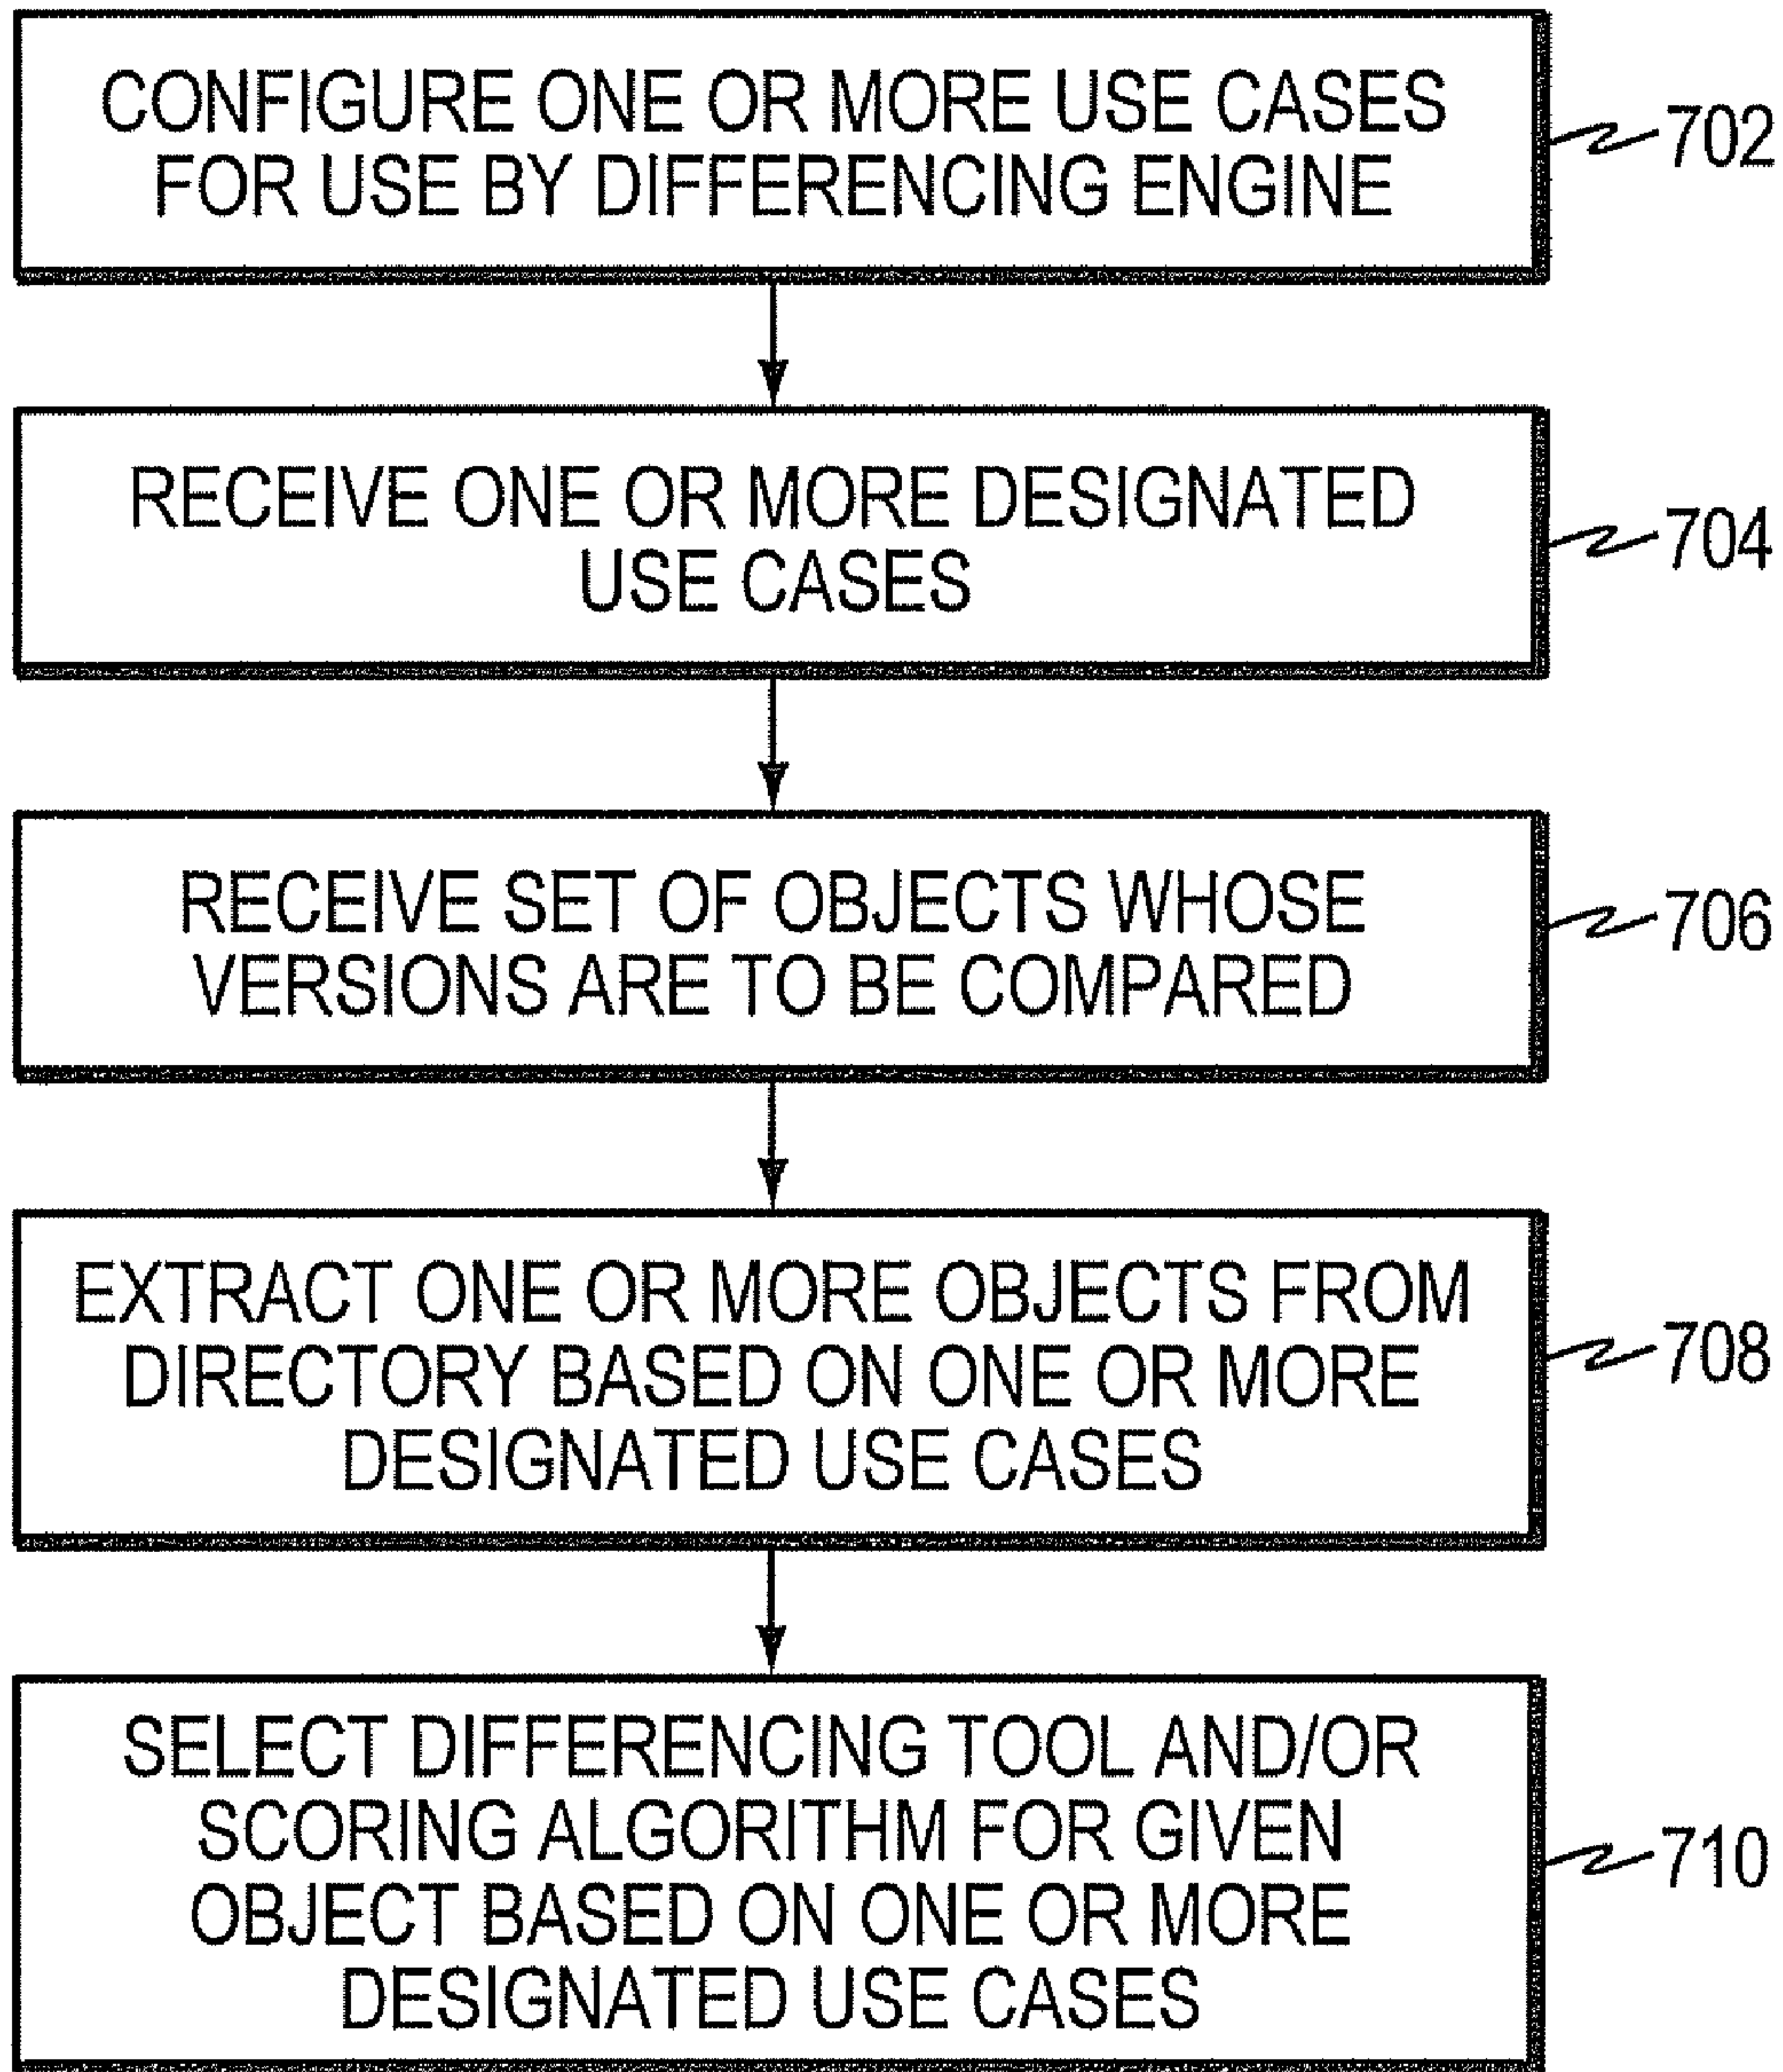 CONFIGURE ONE OR MORE USE CASES
FOR USE BY DIFFERENCING ENGINE
702
RECEIVE ONE OR MORE DESIGNATED
USE CASES
704
RECEIVE SET OF OBJECTS WHOSE
VERSIONS ARE TO BE COMPARED
706
EXTRACT ONE OR MORE OBJECTS FROM
DIRECTORY BASED ON ONE OR MORE
DESIGNATED USE CASES
708
SELECT DIFFERENCING TOOL AND/OR
SCORING ALGORITHM FOR GIVEN
OBJECT BASED ON ONE OR MORE
DESIGNATED USE CASES
710